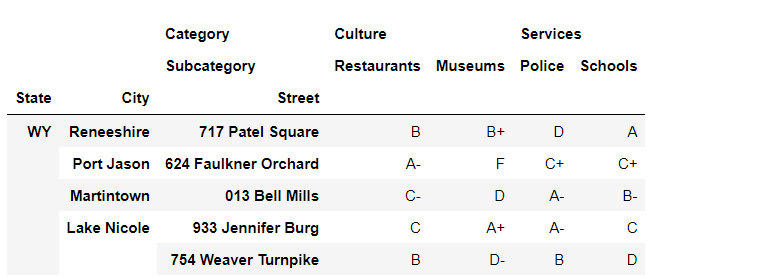 Category Culture Services
Subcategory Restaurants Museums Police Schools
State City Street
WY Reneeshire 717 Patel Square B B+ D A
Port Jason 624 Faulkner Orchard A- F C+ C+
Martintown 013 Bell Mills C- D A- B-
Lake Nicole 933 Jennifer Burg C A+ A- C
754 Weaver Turnpike B D- B D